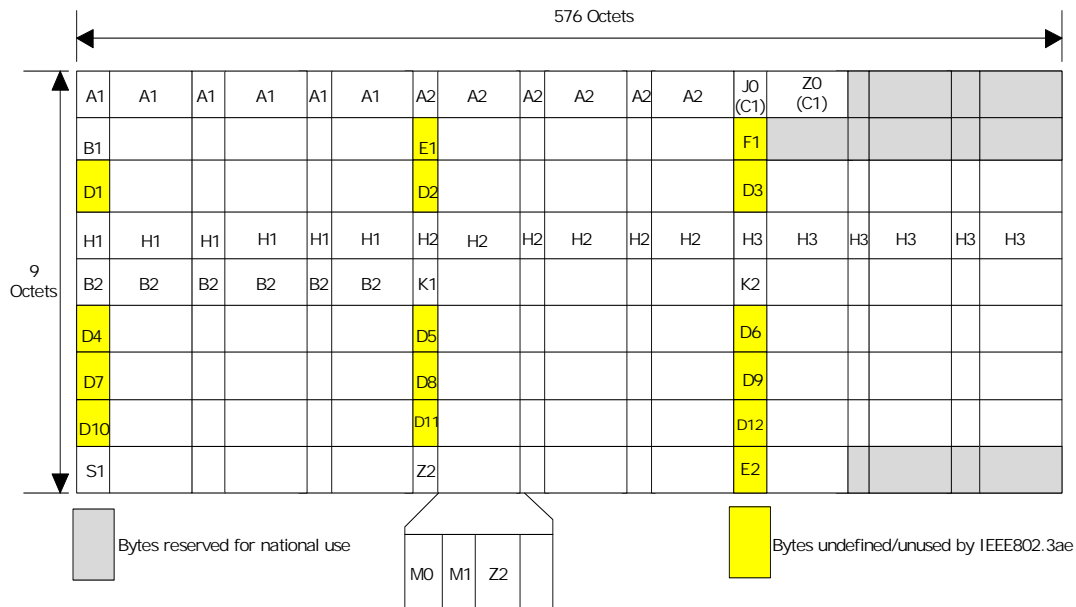 576 Octets
A1 A1 A1 A1 A1 A1 A2 A2 A2 A2 A2 A2 J0 Z0
(C1) (C1)
B1 E1 F1
D1 D2 D3
H1 H1 H1 H1 H1 H1 H2 H2 H2 H2 H2 H2 H3 H3 H3 H3 H3 H3
9
Octets
B2 B2 B2 B2 B2 B2 K1 K2
D4 D5 D6
D7 D8 D9
D10 D11 D12
S1 Z2 E2
Bytes reserved for national use
Bytes undefined/unused by IEEE802.3ae
M0 M1 Z2